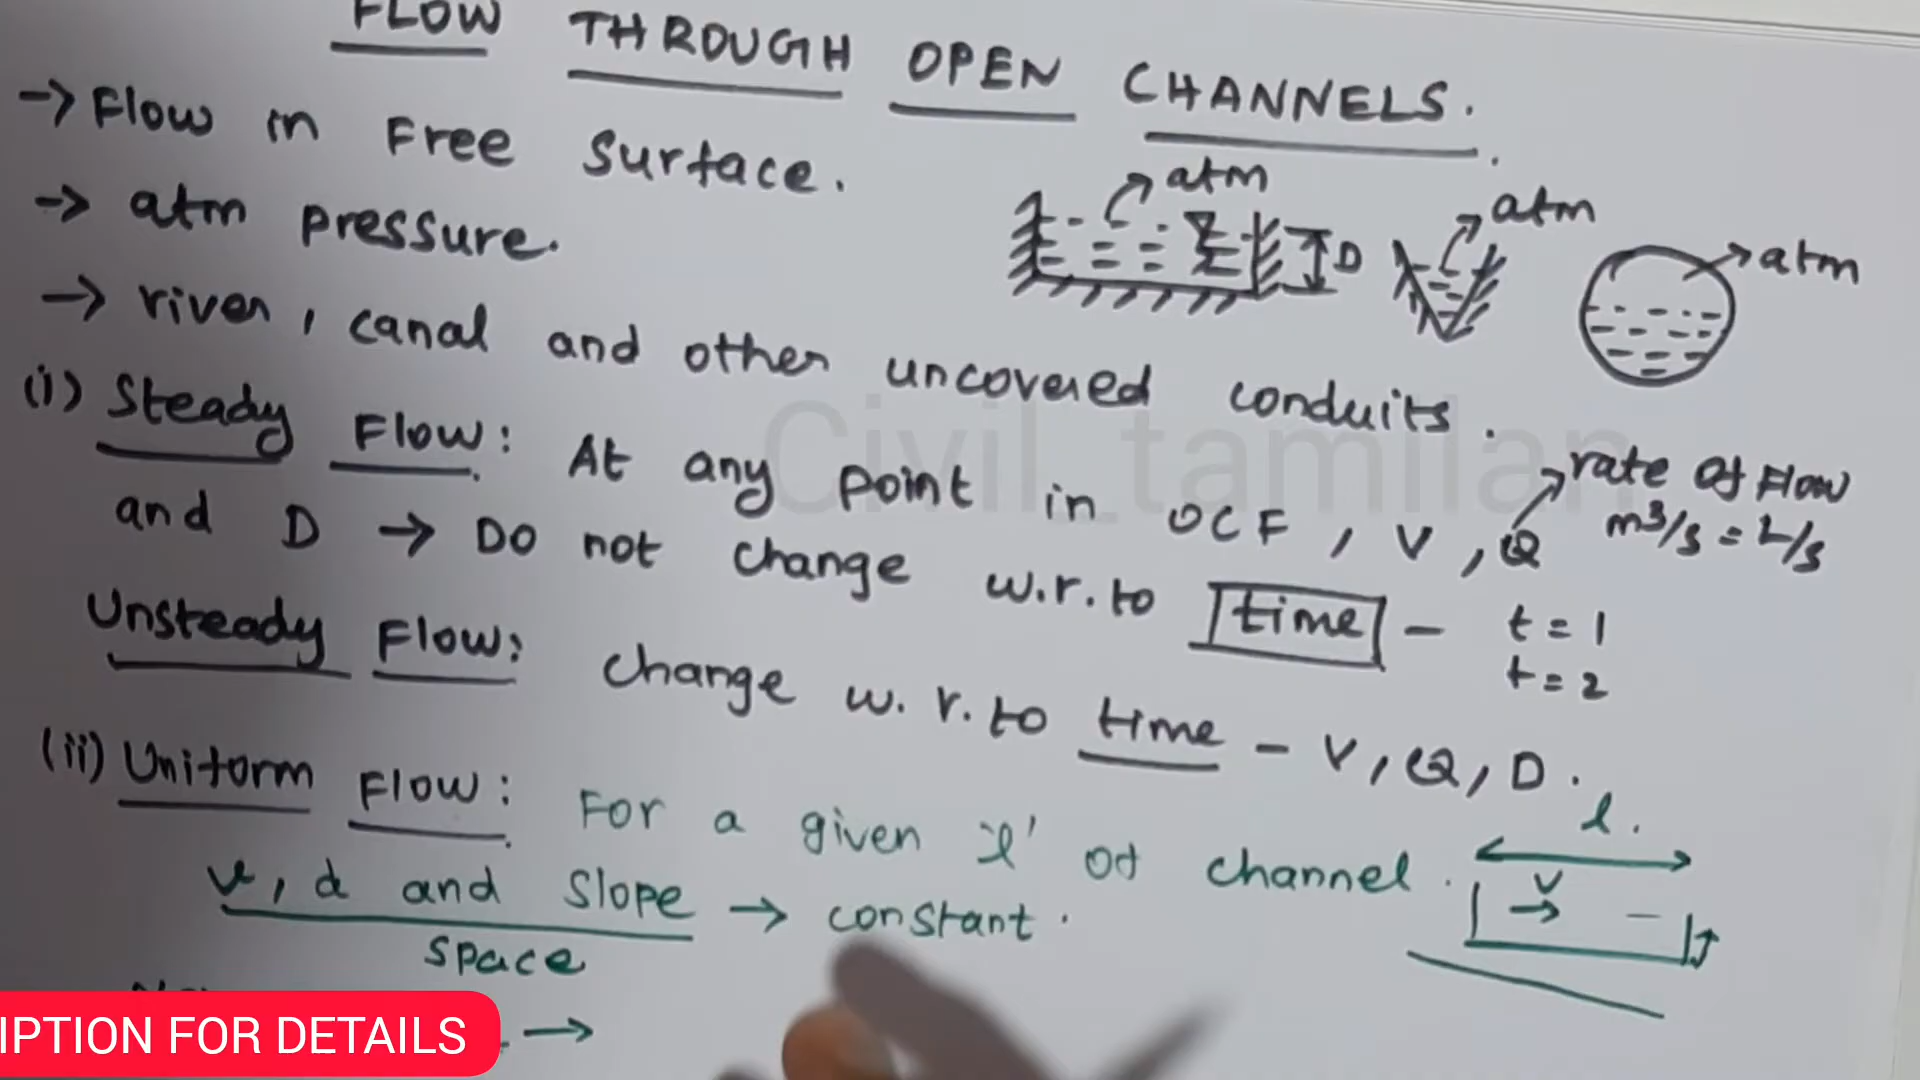 FLOW THROUGH OPEN CHANNELS.
→ Flow in Free Surface.
→ atm pressure.
→ river, canal and other uncovered conduits.
atm
D
atm
atm
(i) Steady Flow: At any point in OCF, V, Q
rate of Flow
m³/s = L/s
and D → Do not change w.r.to time -
t = 1
t = 2
Unsteady Flow: change w.r.to time - V, Q, D.
(ii) Uniform Flow: For a given 'l' of channel.
v, d and Slope → constant.
space
l.
V
→
Civil_tamilan
IPTION FOR DETAILS